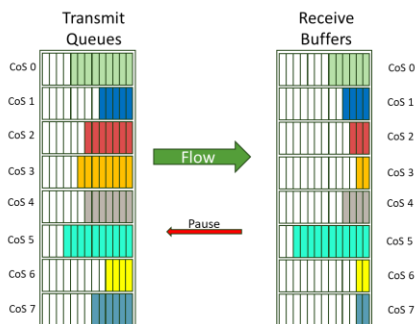 Transmit
Queues
Receive
Buffers
CoS 0
CoS 0
CoS 1
CoS 1
CoS 2
CoS 2
Flow
CoS 3
CoS 3
CoS 4
CoS 4
Pause
CoS 5
CoS 5
CoS 6
CoS 6
CoS 7
CoS 7